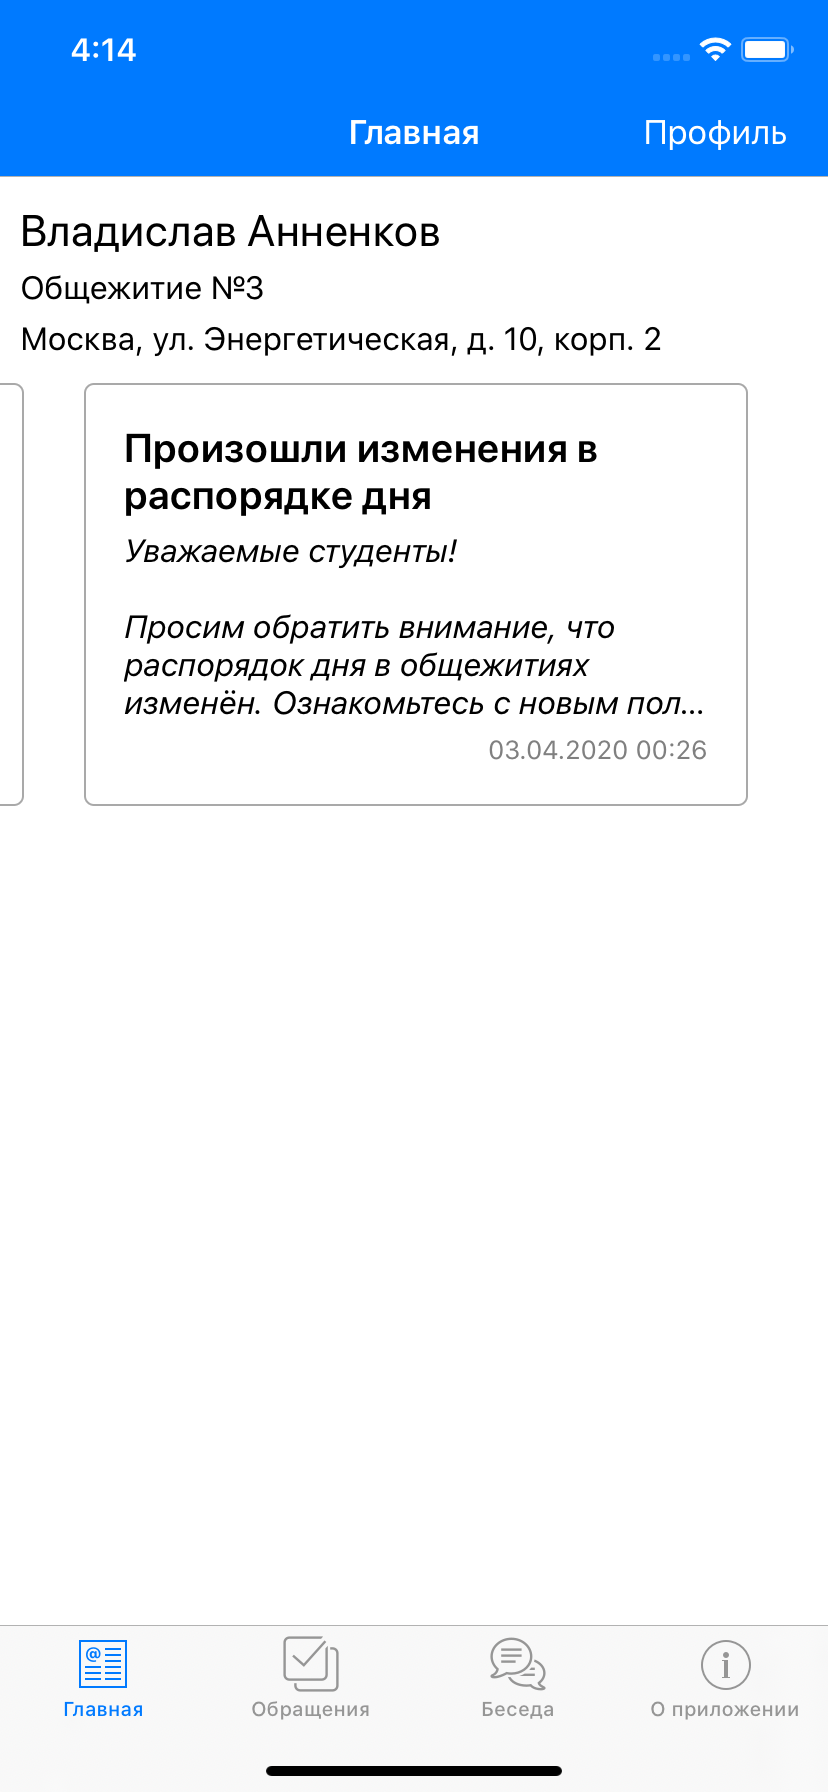 4:14
Главная
Профиль
Владислав Анненков
Общежитие №3
Москва, ул. Энергетическая, д. 10, корп. 2
Произошли изменения в
распорядке дня
Уважаемые студенты!
Просим обратить внимание, что
распорядок дня в общежитиях
изменён. Ознакомьтесь с новым пол...
03.04.2020 00:26
Главная
Обращения
Беседа
О приложении